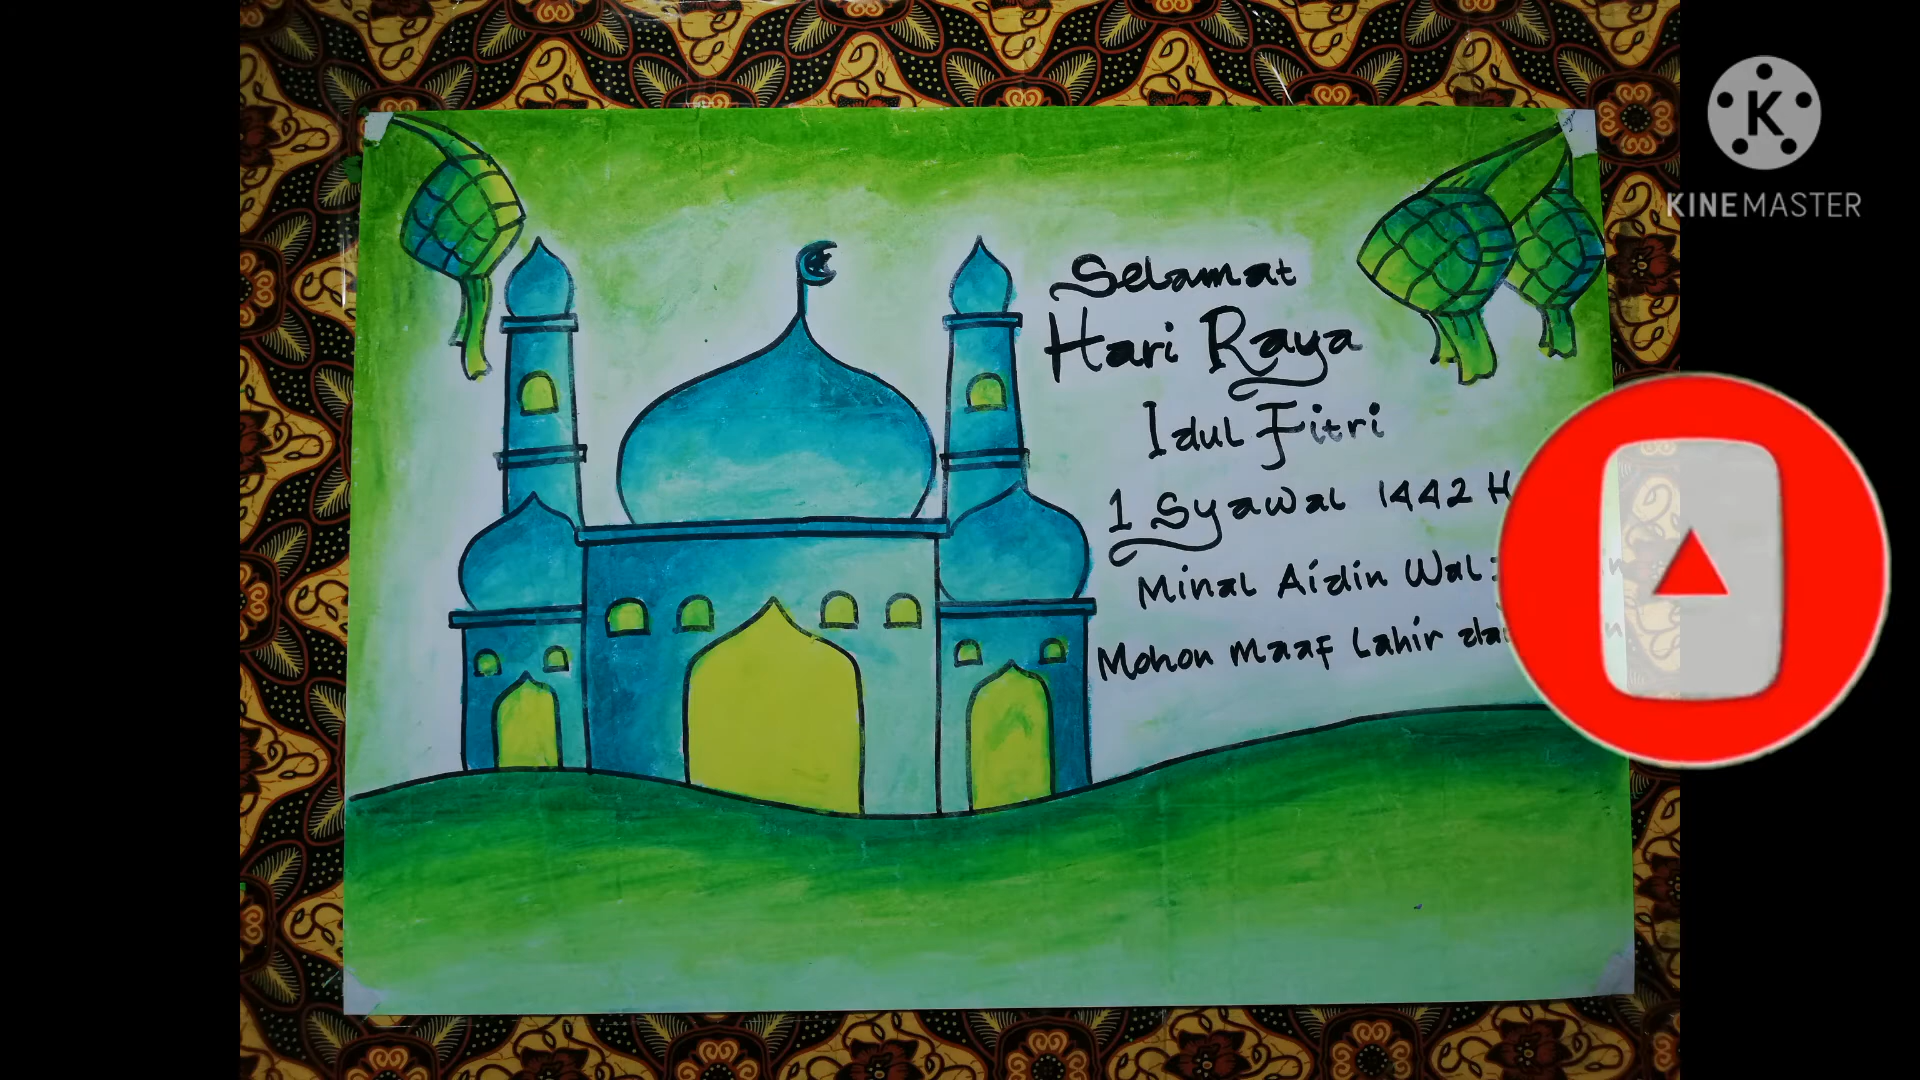 Selamat
Hari Raya
Idul Fitri
1 Syawal 1442 H
Minal Aidin Wal
Mohon Maaf Lahir
K
KINEMASTER